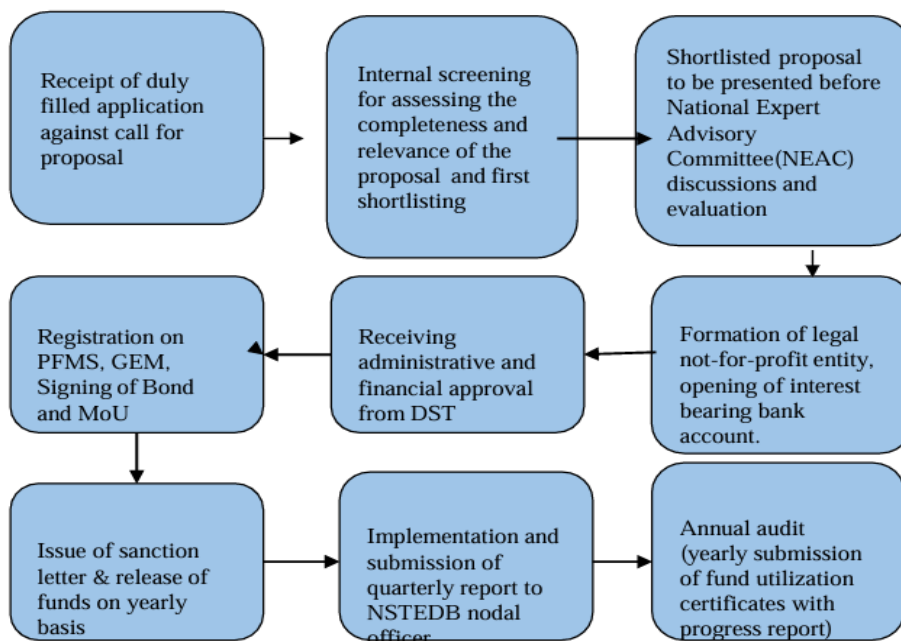 Receipt of duly
filled application
against call for
proposal
Internal screening
for assessing the
completeness and
relevance of the
proposal and first
shortlisting
Shortlisted proposal
to be presented before
National Expert
Advisory
Committee(NEAC)
discussions and
evaluation
Formation of legal
not-for-profit entity,
opening of interest
bearing bank
account.
Receiving
administrative and
financial approval
from DST
Registration on
PFMS, GEM,
Signing of Bond
and MoU
Issue of sanction
letter & release of
funds on yearly
basis
Implementation and
submission of
quarterly report to
NSTEDB nodal
officer
Annual audit
(yearly submission
of fund utilization
certificates with
progress report)